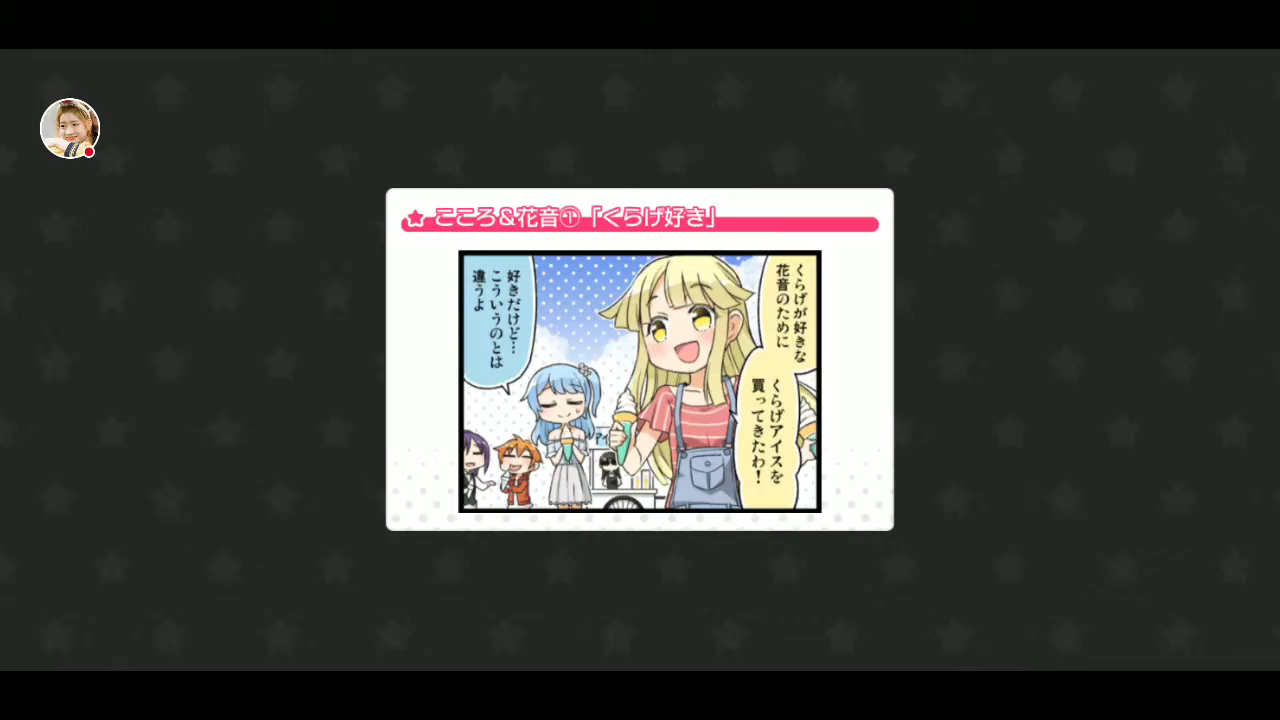 こころ&花音①「くらげ好き」
くらげが好きな
花音のために
くらげアイスを
買ってきたわ!
好きだけど…
こういうのとは
違うよ